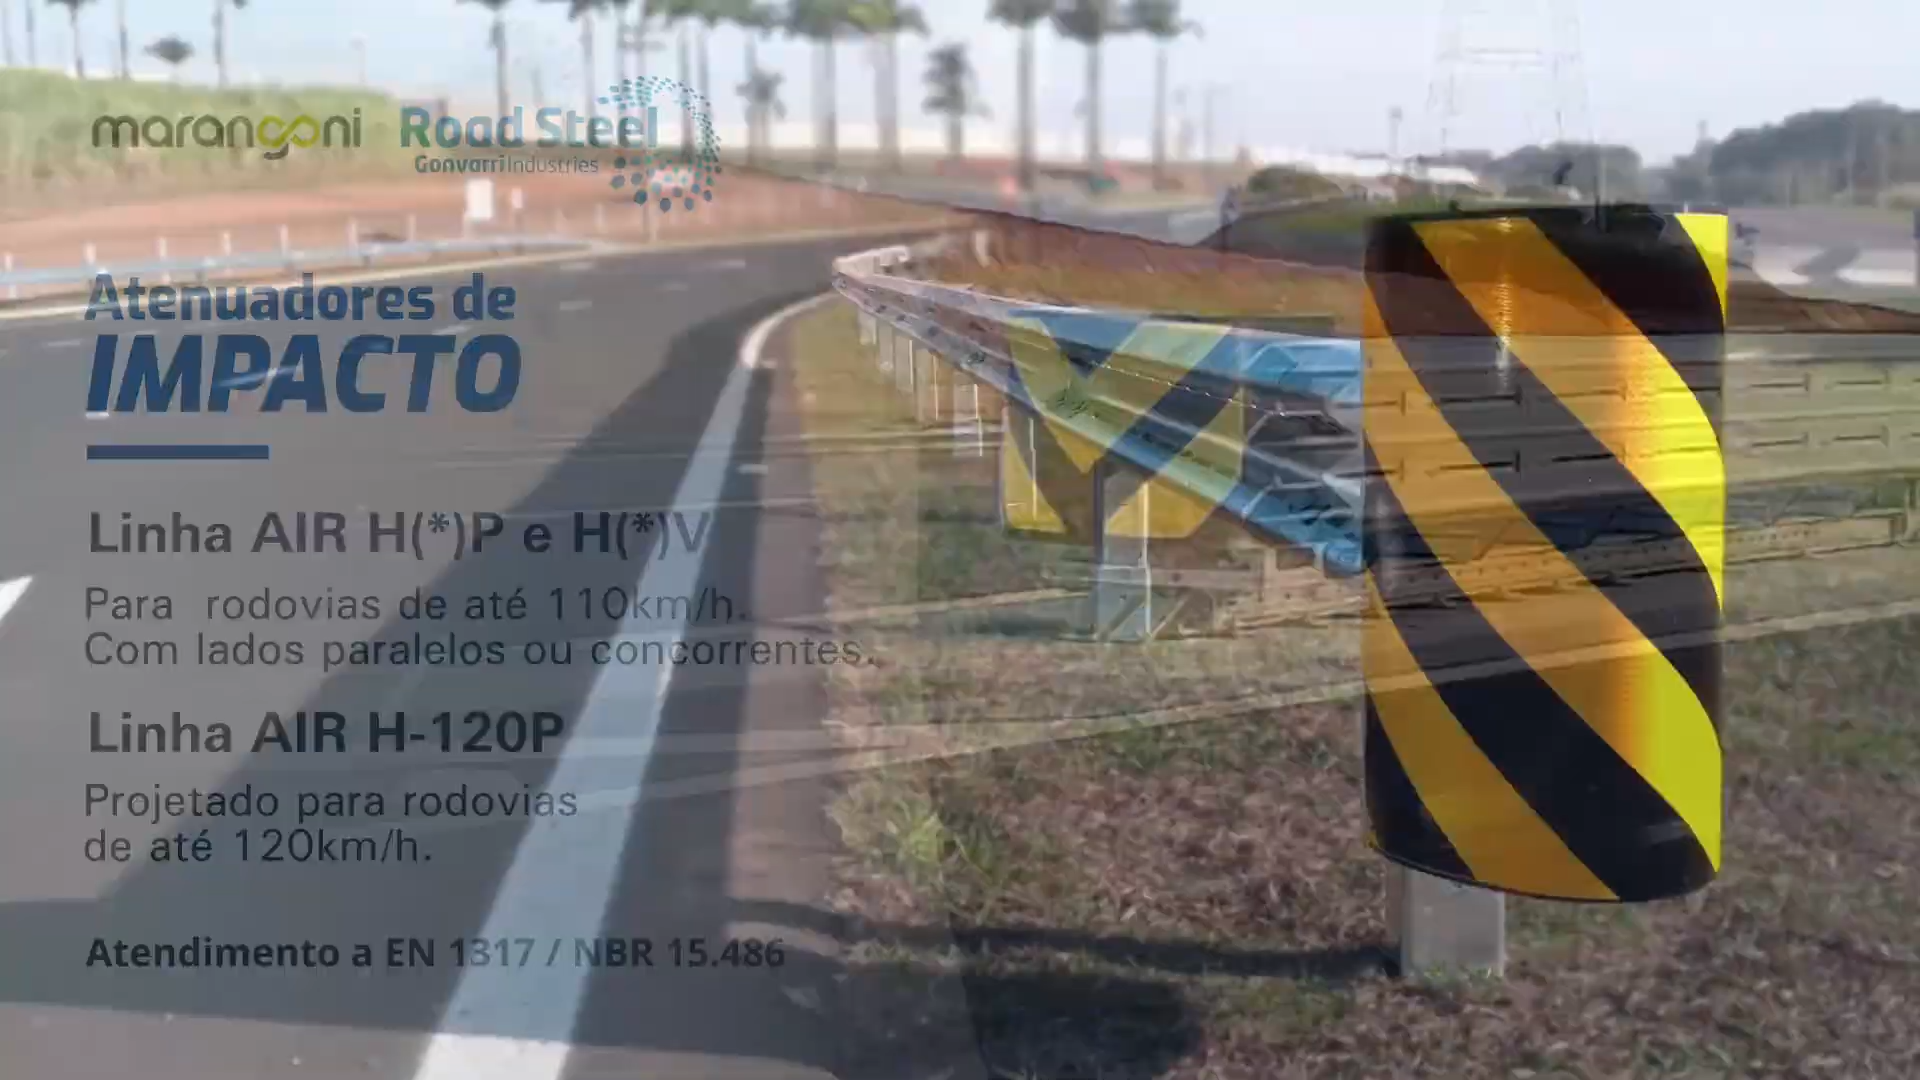 marangoni
Road Steel
Gonvarri Industries
Atenuadores de
IMPACTO
Linha AIR H(*)P e H(*)V
Para rodovias de até 110km/h.
Com lados paralelos ou concorrentes.
Linha AIR H-120P
Projetado para rodovias
de até 120km/h.
Atendimento a EN 1317 / NBR 15.486